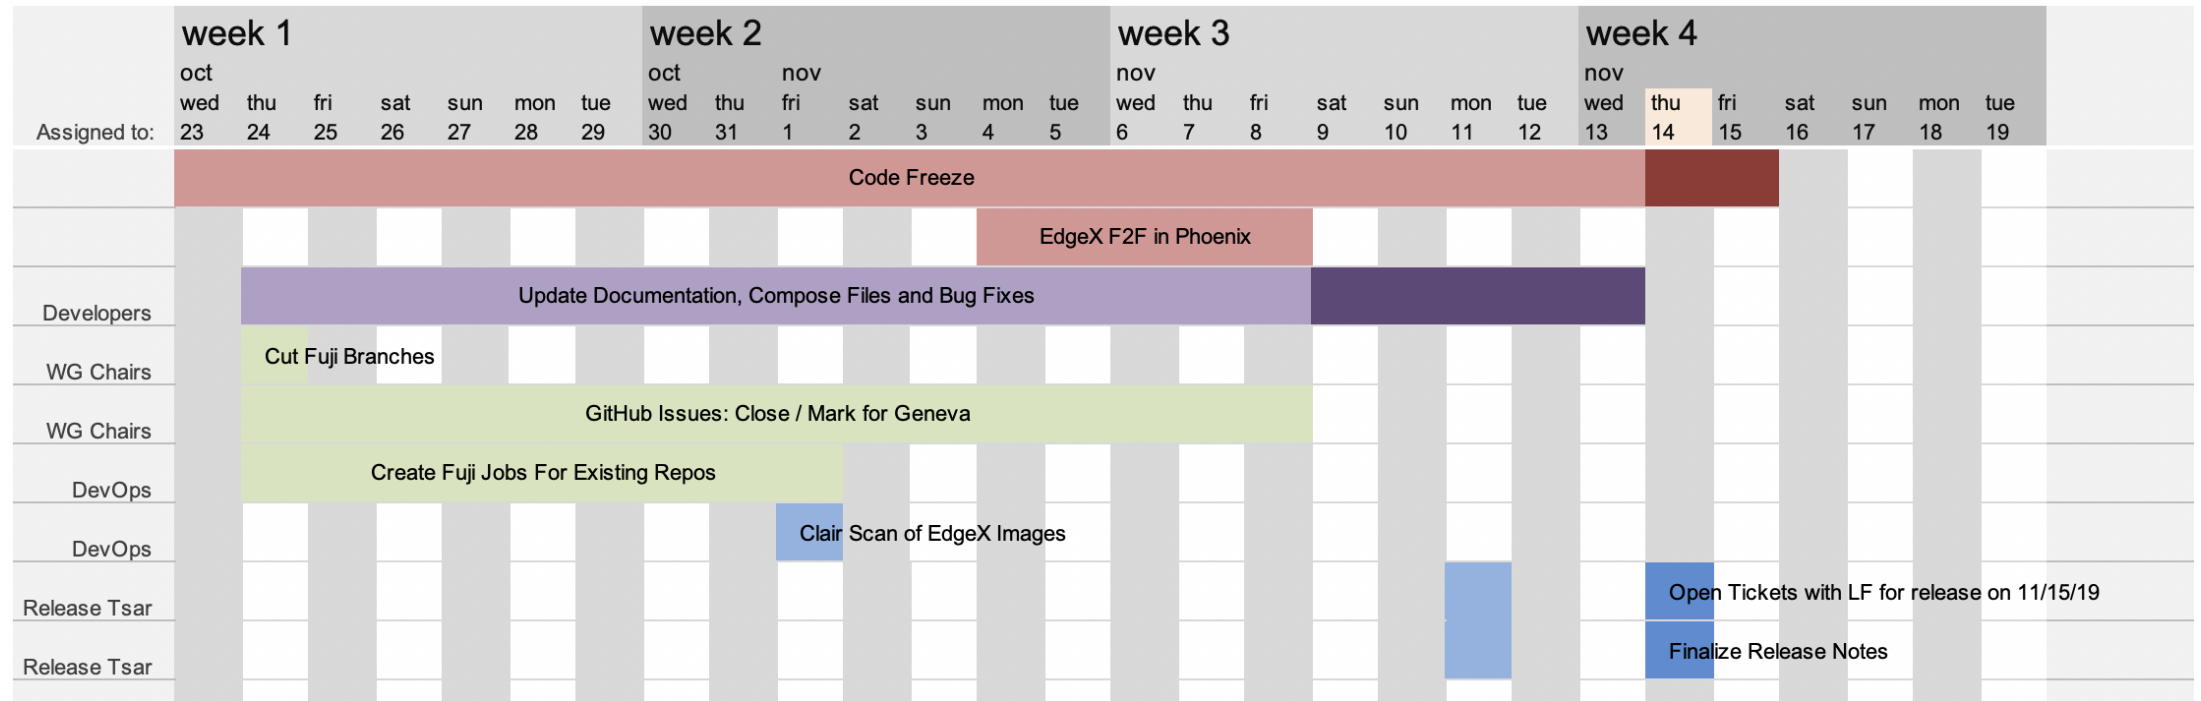 week 1 week 2 week 3 week 4
oct oct nov nov nov
wed thu fri sat sun mon tue wed thu fri sat sun mon tue wed thu fri sat sun mon tue wed thu fri sat sun mon tue
Assigned to: 23 24 25 26 27 28 29 30 31 1 2 3 4 5 6 7 8 9 10 11 12 13 14 15 16 17 18 19
Code Freeze
EdgeX F2F in Phoenix
Developers Update Documentation, Compose Files and Bug Fixes
WG Chairs Cut Fuji Branches
WG Chairs GitHub Issues: Close / Mark for Geneva
DevOps Create Fuji Jobs For Existing Repos
DevOps Clair Scan of EdgeX Images
Release Tsar Open Tickets with LF for release on 11/15/19
Release Tsar Finalize Release Notes